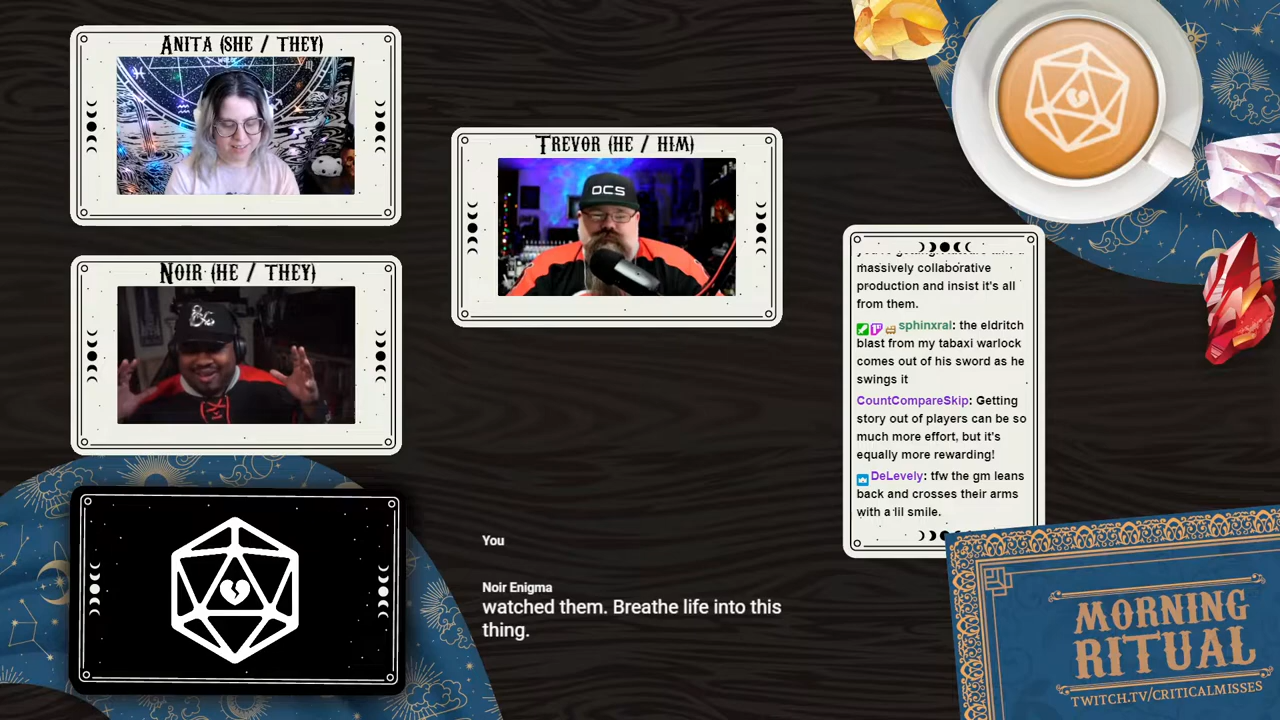 ANITA (SHE / THEY)
TREVOR (HE / HIM)
OCS
NOIR (HE / THEY)
massively collaborative
production and insist it's all
from them.
sphinxral: the eldritch
blast from my tabaxi warlock
comes out of his sword as he
swings it
CountCompareSkip: Getting
story out of players can be so
much more effort, but it's
equally more rewarding!
DeLevely: tfw the gm leans
back and crosses their arms
with a lil smile.
You
Noir Enigma
watched them. Breathe life into this
thing.
MORNING
RITUAL
TWITCH.TV/CRITICALMISSES